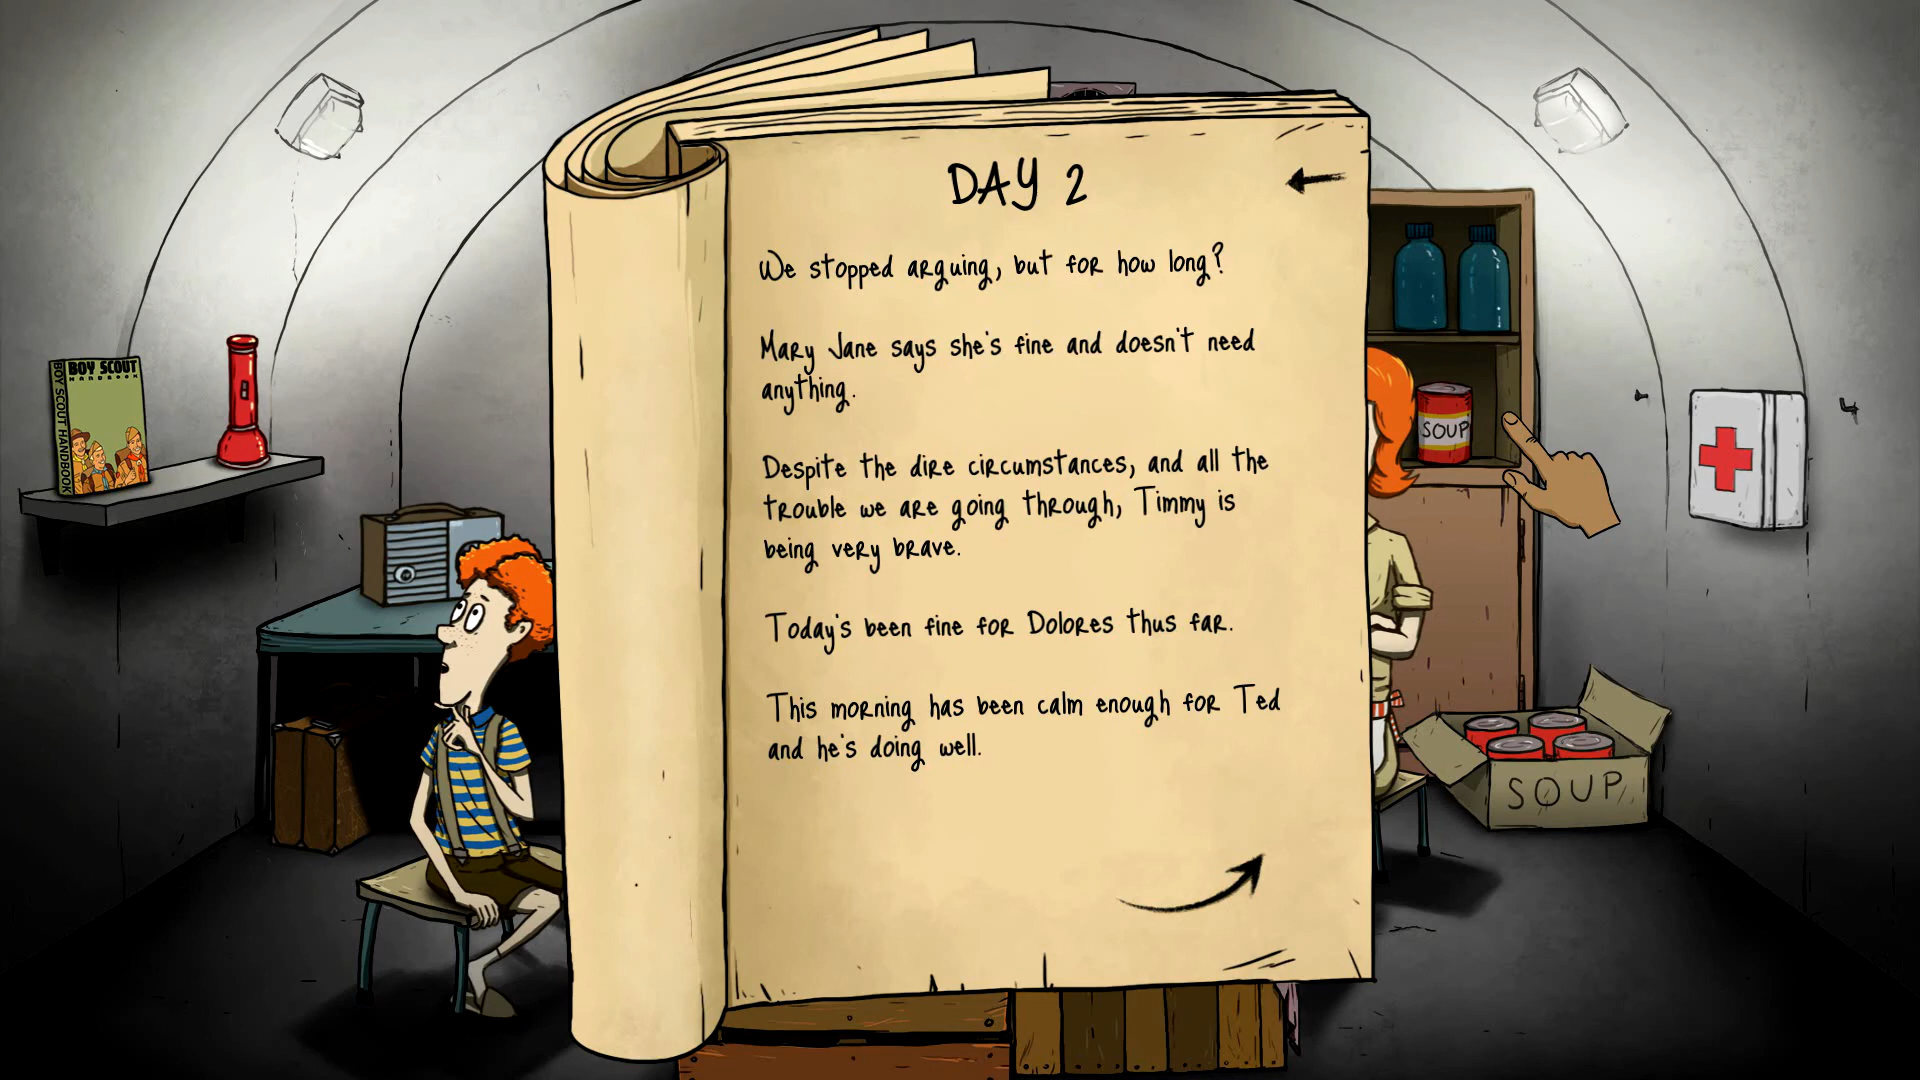 DAY 2
We stopped arguing, but for how long?
Mary Jane says she's fine and doesn't need
anything.
Despite the dire circumstances, and all the
trouble we are going through, Timmy is
being very brave.
Today's been fine for Dolores thus far.
This morning has been calm enough for Ted
and he's doing well.
BOY SCOUT
HANDBOOK
BOY SCOUT HANDBOOK
SOUP
SOUP